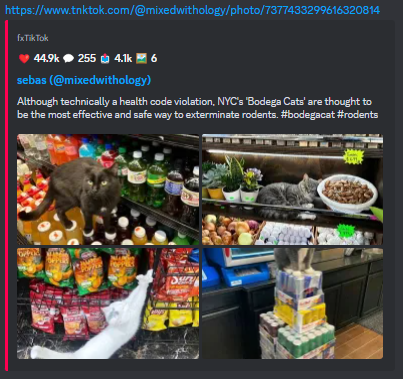 https://www.tnktok.com/@mixedwithology/photo/7377433299616320814
fxTikTok
❤️ 44.9k 💬 255 📤 4.1k 🖼️ 6
sebas (@mixedwithology)
Although technically a health code violation, NYC's 'Bodega Cats' are thought to
be the most effective and safe way to exterminate rodents. #bodegacat #rodents